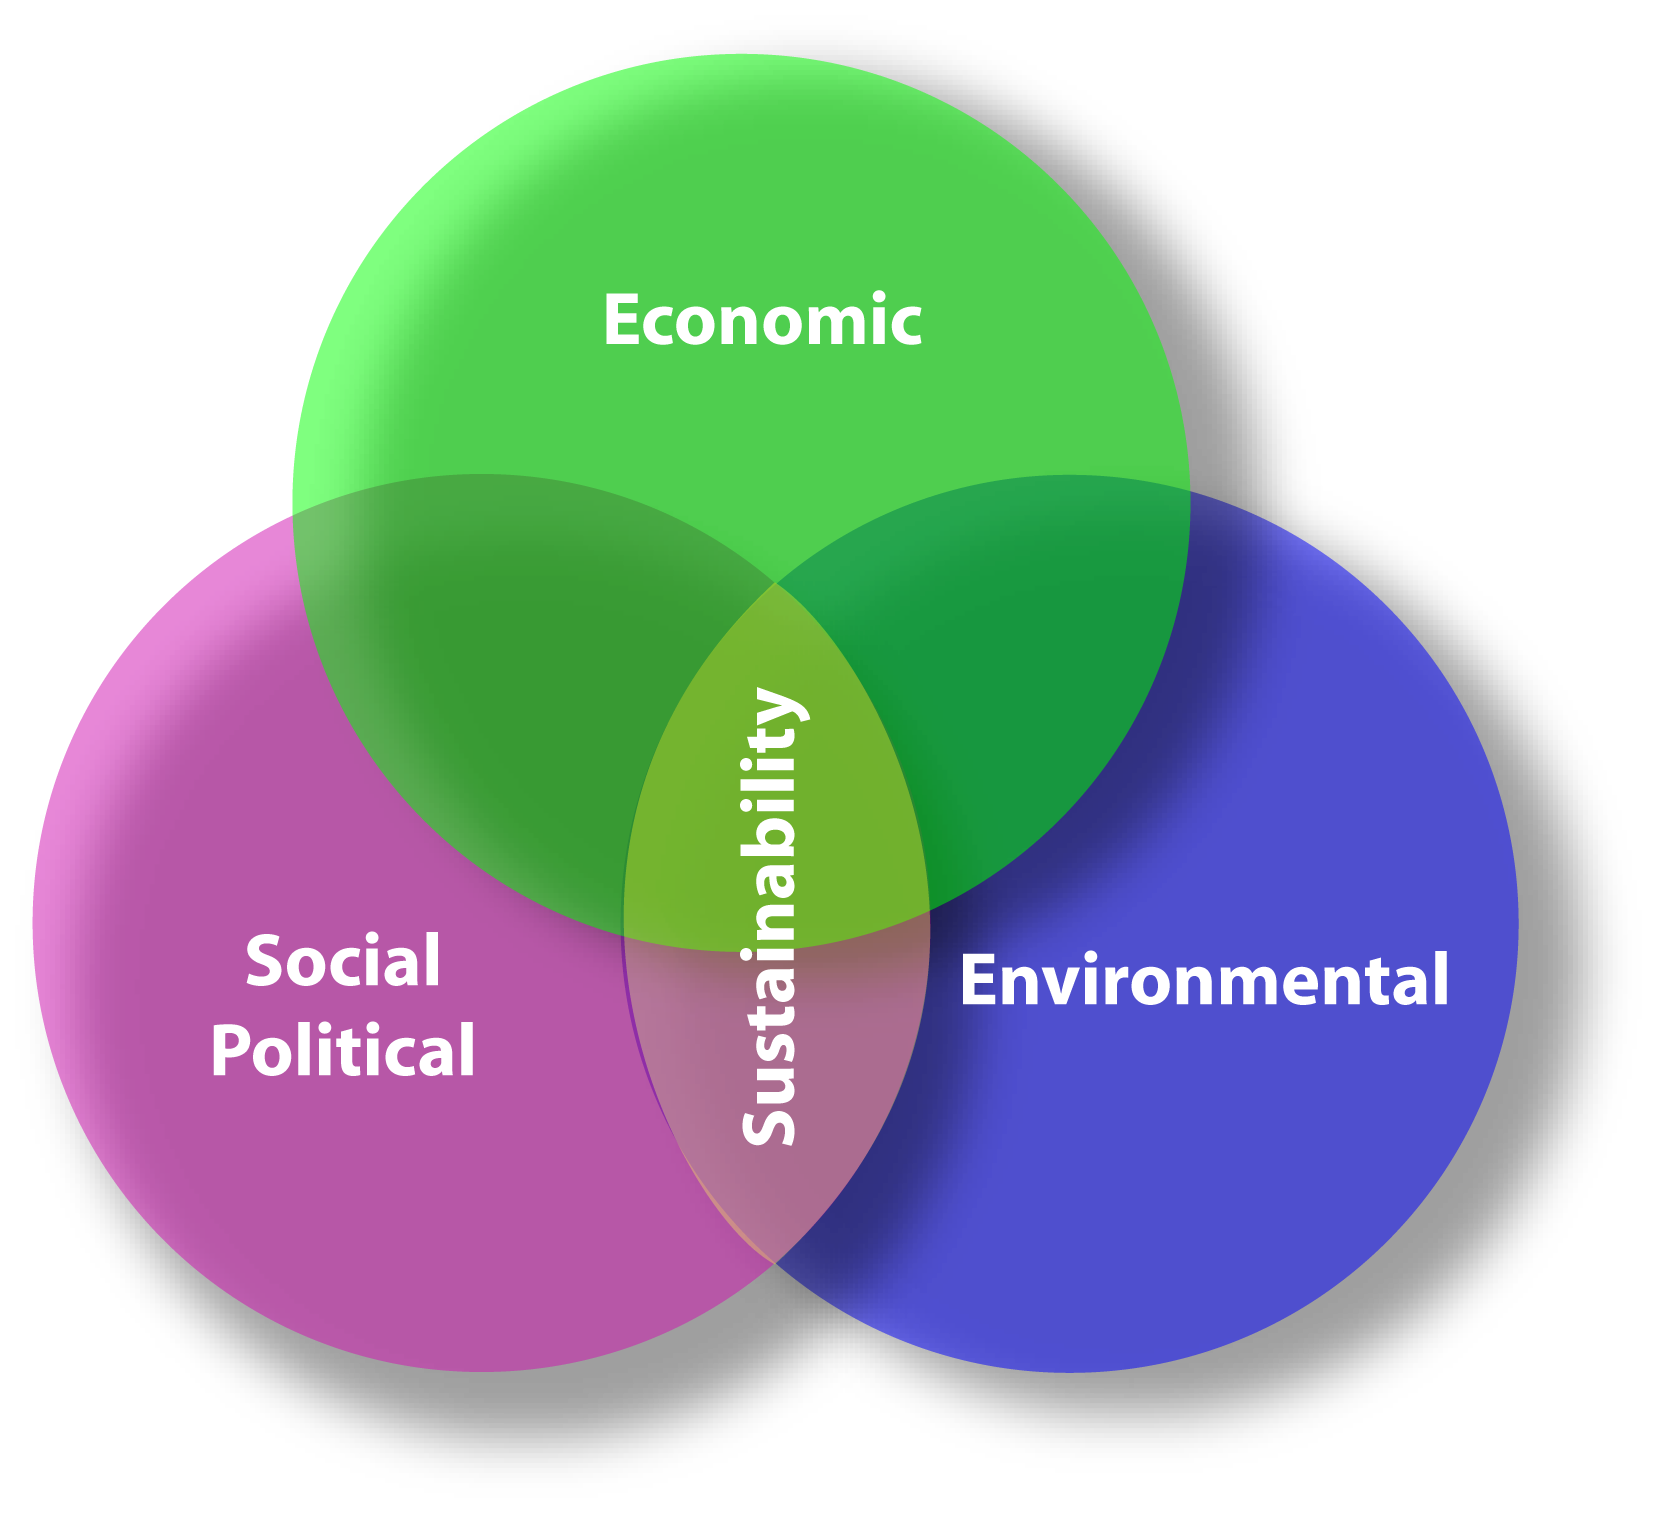 Economic
Social
Political
Sustainability
Environmental